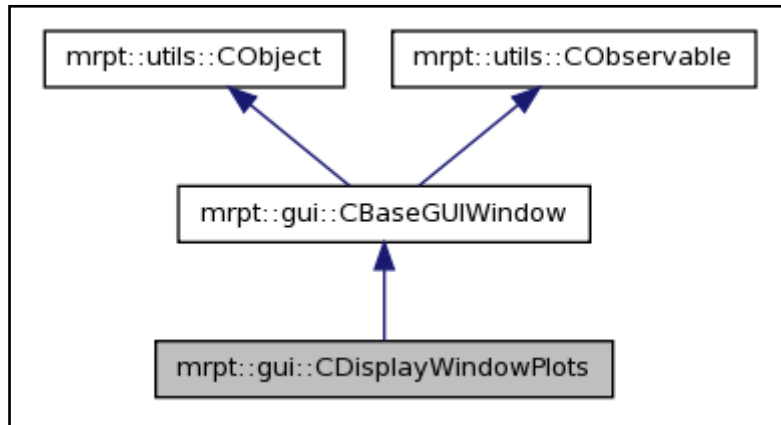 mrpt::utils::CObject
mrpt::utils::CObservable
mrpt::gui::CBaseGUIWindow
mrpt::gui::CDisplayWindowPlots